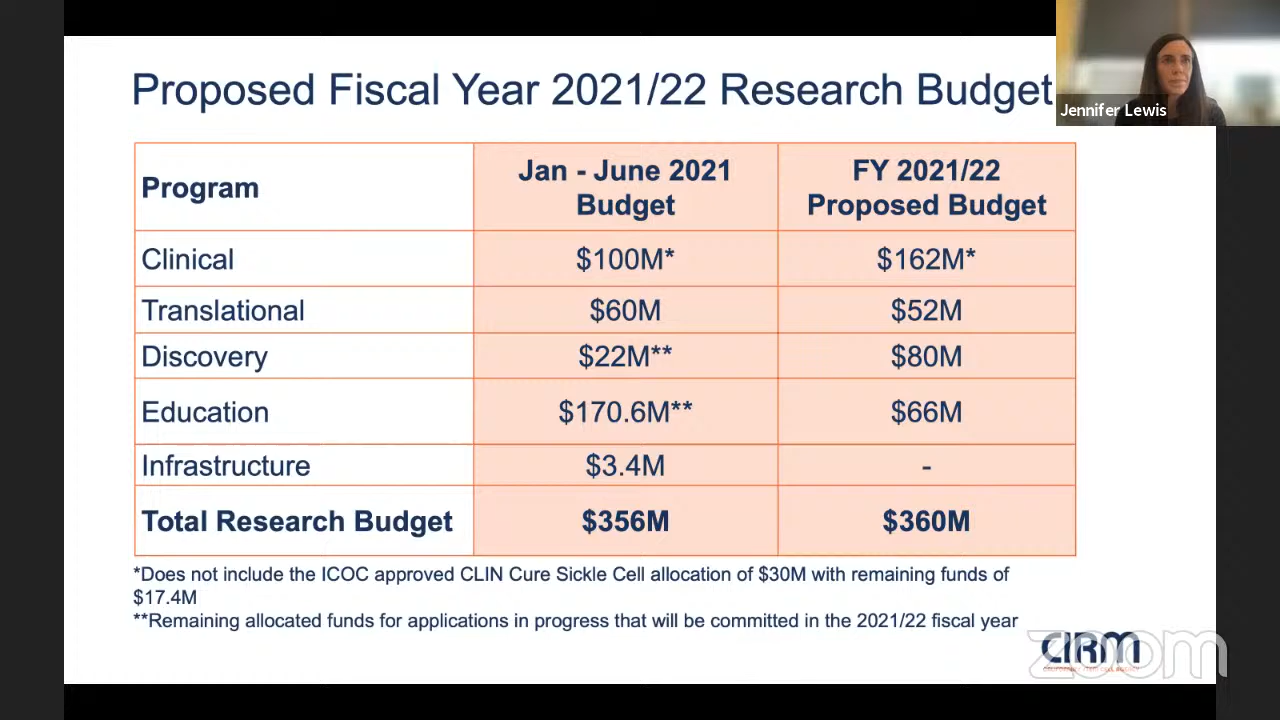 Proposed Fiscal Year 2021/22 Research Budget
Jennifer Lewis
Program
Jan - June 2021
Budget
FY 2021/22
Proposed Budget
Clinical
$100M*
$162M*
Translational
$60M
$52M
Discovery
$22M**
$80M
Education
$170.6M**
$66M
Infrastructure
$3.4M
-
Total Research Budget
$356M
$360M
*Does not include the ICOC approved CLIN Cure Sickle Cell allocation of $30M with remaining funds of
$17.4M
**Remaining allocated funds for applications in progress that will be committed in the 2021/22 fiscal year
CIRM
zoom